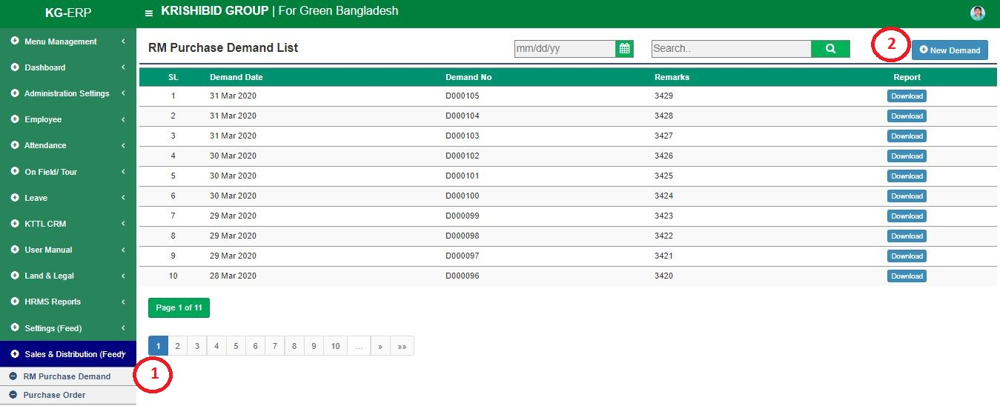 KG-ERP
KRISHIBID GROUP | For Green Bangladesh
Menu Management
Dashboard
Administration Settings
Employee
Attendance
On Field/ Tour
Leave
KTTL CRM
User Manual
Land & Legal
HRMS Reports
Settings (Feed)
Sales & Distribution (Feed)
RM Purchase Demand
Purchase Order
1
RM Purchase Demand List
mm/dd/yy
Search..
2
New Demand
SL Demand Date Demand No Remarks Report
1 31 Mar 2020 D000105 3429 Download
2 31 Mar 2020 D000104 3428 Download
3 31 Mar 2020 D000103 3427 Download
4 30 Mar 2020 D000102 3426 Download
5 30 Mar 2020 D000101 3425 Download
6 30 Mar 2020 D000100 3424 Download
7 29 Mar 2020 D000099 3423 Download
8 29 Mar 2020 D000098 3422 Download
9 29 Mar 2020 D000097 3421 Download
10 28 Mar 2020 D000096 3420 Download
Page 1 of 11
1 2 3 4 5 6 7 8 9 10 ... » »»